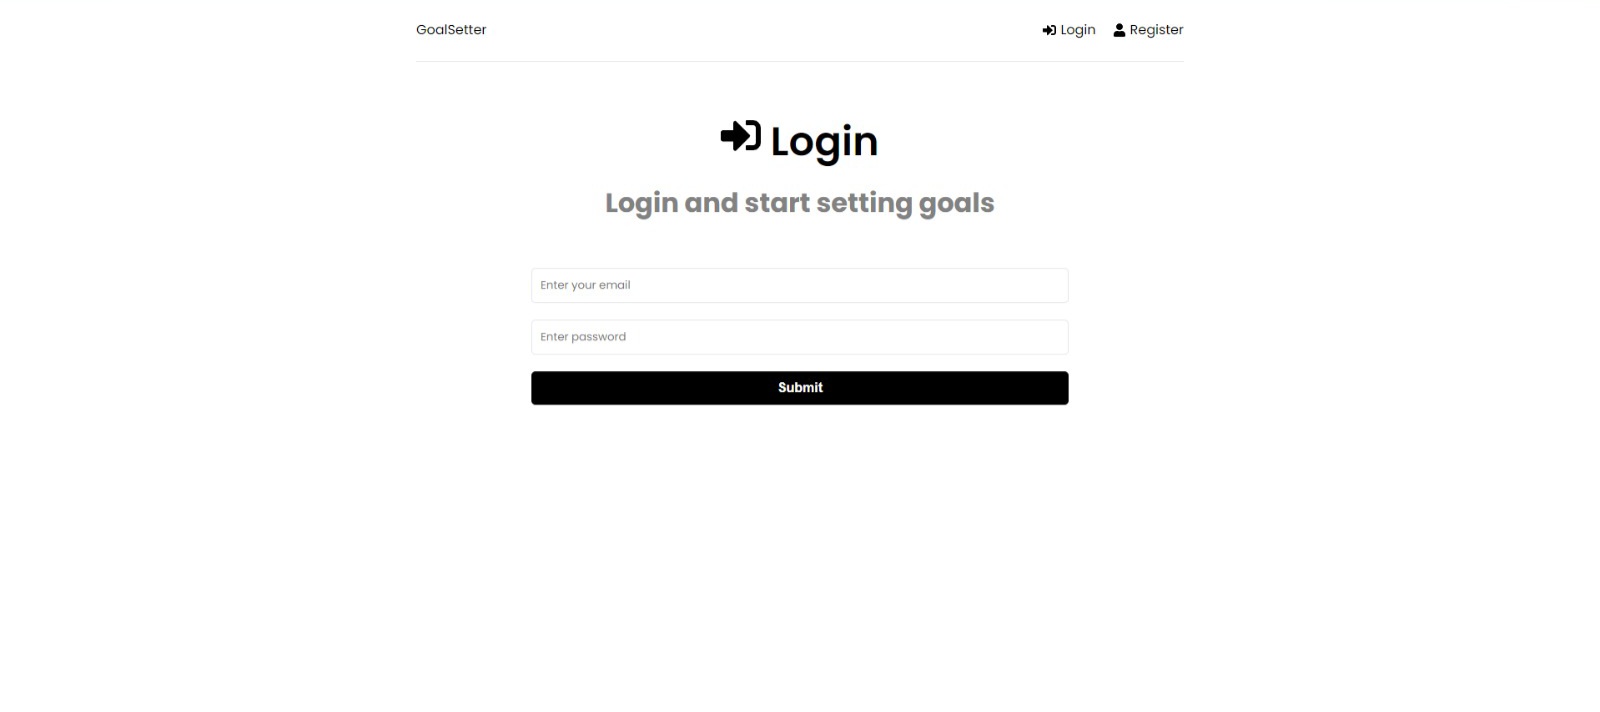 GoalSetter Login Register
Login
Login and start setting goals
Enter your email
Enter password
Submit